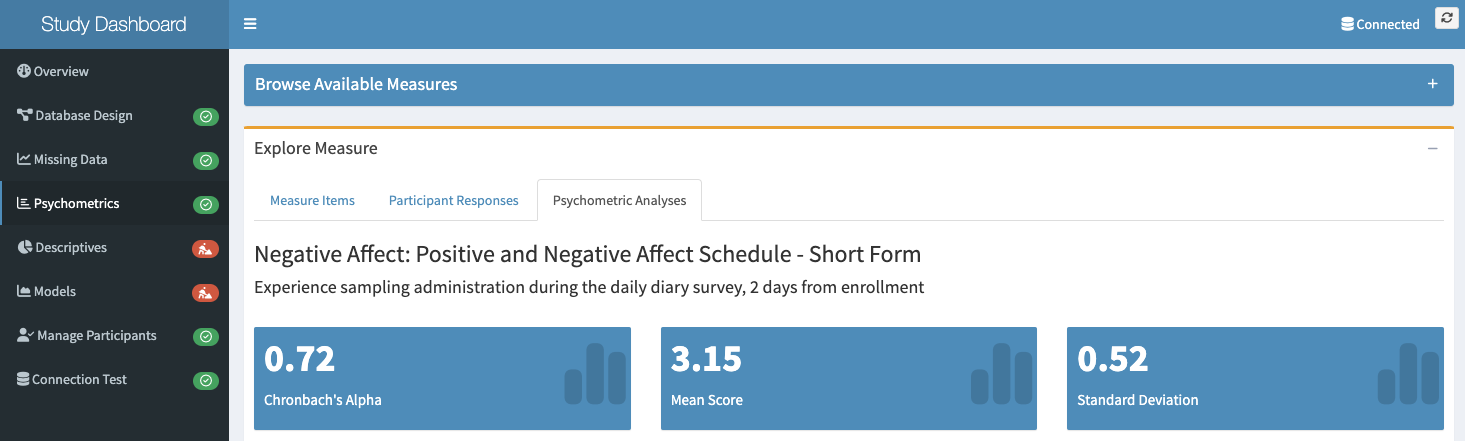 Study Dashboard
Connected
Overview
Database Design
Missing Data
Psychometrics
Descriptives
Models
Manage Participants
Connection Test
Browse Available Measures
Explore Measure
Measure Items
Participant Responses
Psychometric Analyses
Negative Affect: Positive and Negative Affect Schedule - Short Form
Experience sampling administration during the daily diary survey, 2 days from enrollment
0.72
Chronbach's Alpha
3.15
Mean Score
0.52
Standard Deviation